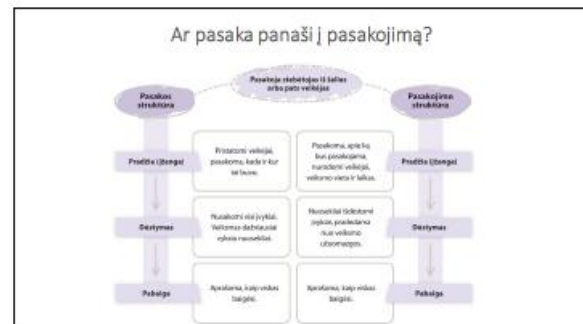 Ar pasaka panaši į pasakojimą?
Pasakoja stebėtojas iš šalies
arba pats veikėjas
Pasakos
struktūra
Pasakojimo
struktūra
Pradžia (įžanga)
Pristatomi veikėjai,
pasakoma, kada ir kur
tai buvo.
Pasakoma, apie ką
bus pasakojama,
nurodomi veikėjai,
veiksmo vieta ir laikas.
Pradžia (įžanga)
Dėstymas
Nusakomi visi įvykiai.
Veiksmas dažniausiai
vyksta nuosekliai.
Nuosekliai išdėstomi
įvykiai, pradedama
nuo veiksmo
užuomazgos.
Dėstymas
Pabaiga
Aprašoma, kaip viskas
baigėsi.
Aprašoma, kaip viskas
baigėsi.
Pabaiga